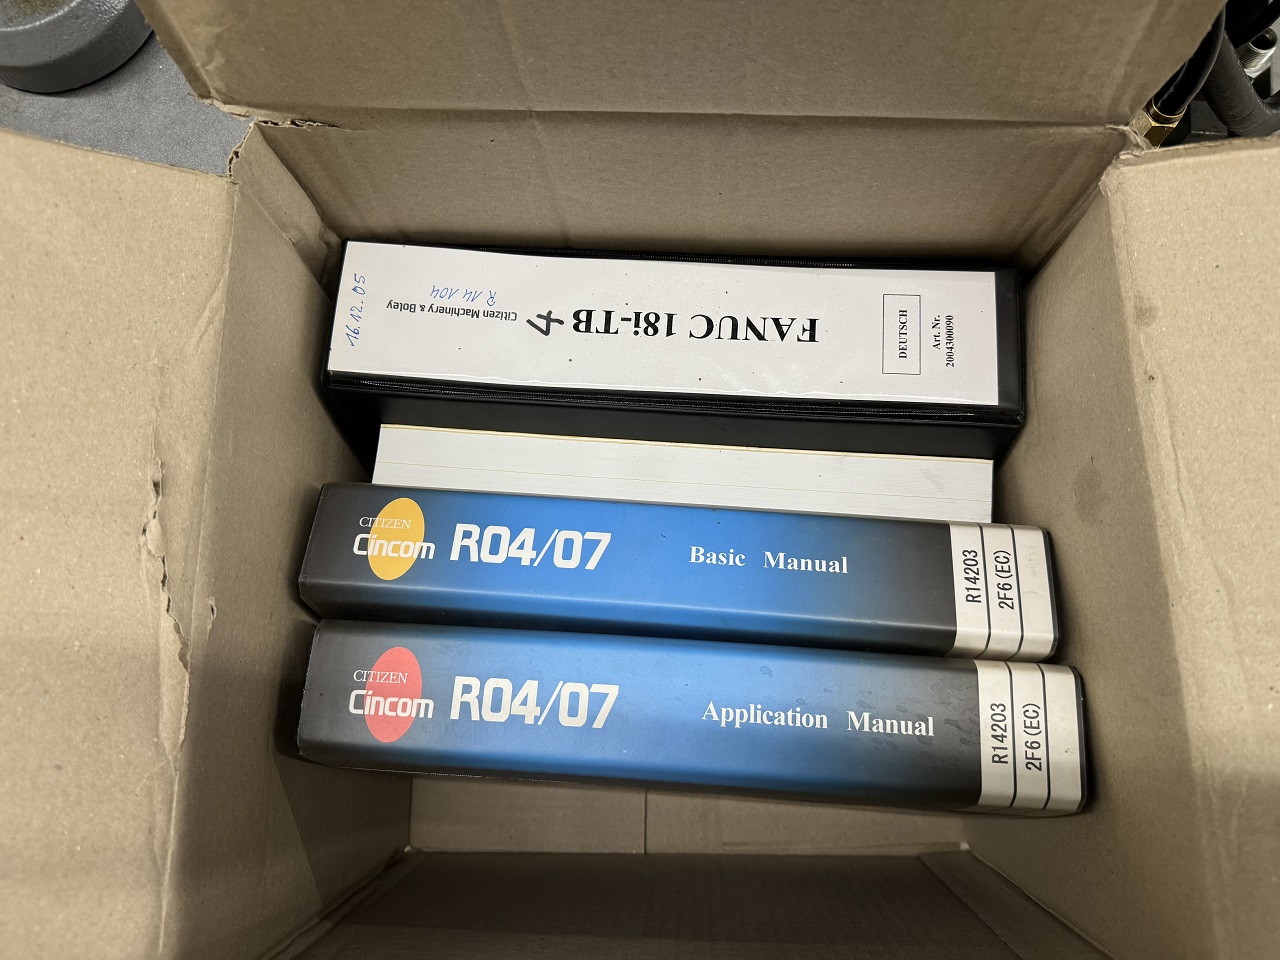 16.12.05
R 14 104
Citizen Machinery & Boley
FANUC 18i-TB 4
DEUTSCH
Art. Nr.
2004300090
CITIZEN
Cincom
R04/07
Basic Manual
R14203
2F6(EC)
CITIZEN
Cincom
R04/07
Application Manual
R14203
2F6(EC)